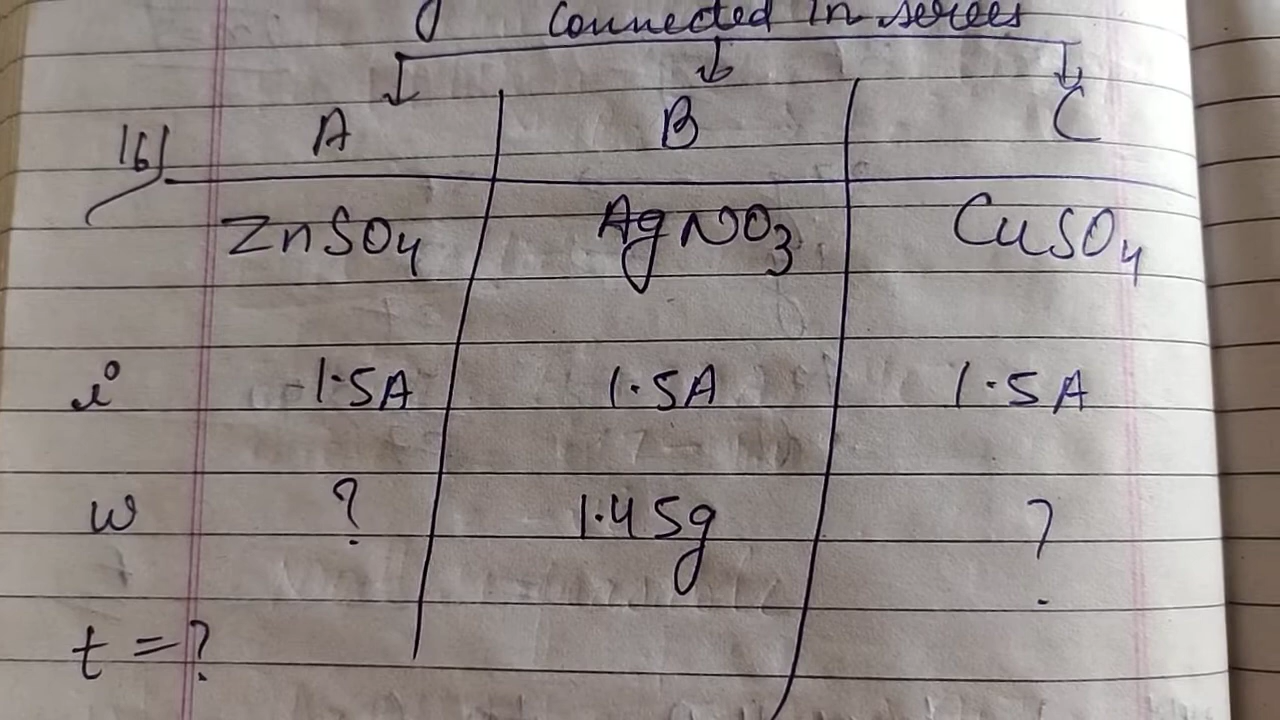 connected in series
A B C
16)
ZnSO4 AgNO3 CuSO4
i 1.5A 1.5A 1.5A
w ? 1.45g ?
t = ?